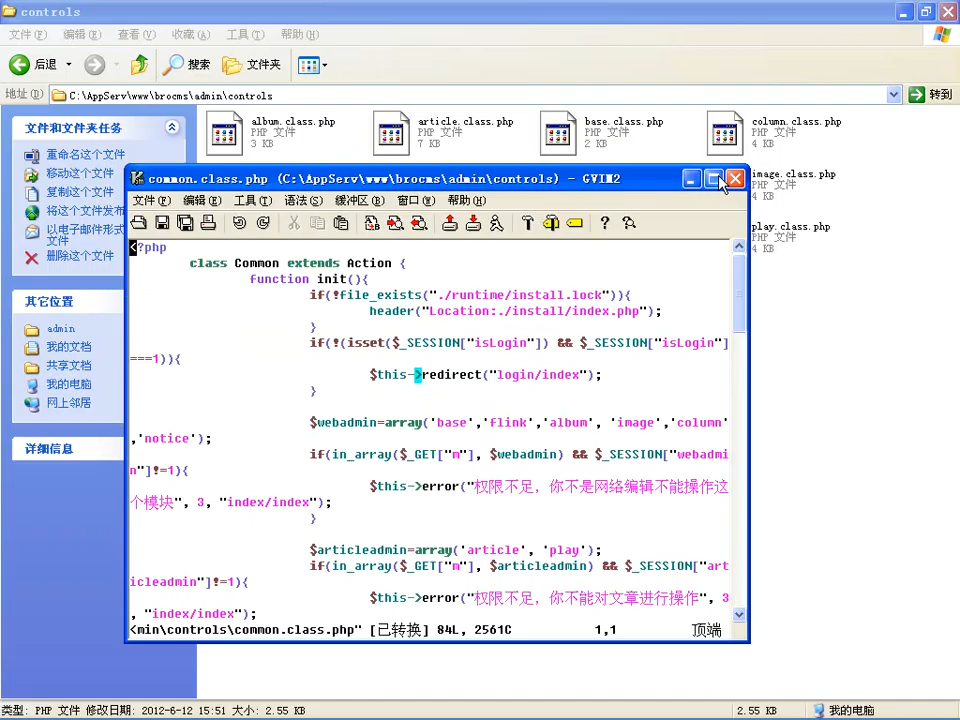 controls
文件(F) 编辑(E) 查看(V) 收藏(A) 工具(T) 帮助(H)
后退 搜索 文件夹
地址(D) C:\AppServ\www\brocms\admin\controls 转到
文件和文件夹任务
重命名这个文件
移动这个文件
复制这个文件
将这个文件发布
以电子邮件形式
文件
删除这个文件
其它位置
admin
我的文档
共享文档
我的电脑
网上邻居
详细信息
album.class.php
PHP 文件
3 KB
article.class.php
PHP 文件
7 KB
base.class.php
PHP 文件
2 KB
column.class.php
PHP 文件
4 KB
image.class.php
PHP 文件
4 KB
play.class.php
PHP 文件
4 KB
common.class.php (C:\AppServ\www\brocms\admin\controls) - GVIM2
文件(F) 编辑(E) 工具(T) 语法(S) 缓冲区(B) 窗口(W) 帮助(H)
<?php
class Common extends Action {
function init(){
if(!file_exists("./runtime/install.lock")){
header("Location:./install/index.php");
}
if(!(isset($_SESSION["isLogin"]) && $_SESSION["isLogin"]
===1)){
$this->redirect("login/index");
}
$webadmin=array('base','flink','album', 'image','column'
,'notice');
if(in_array($_GET["m"], $webadmin) && $_SESSION["webadmi
n"]!=1){
$this->error("权限不足，你不是网络编辑不能操作这
个模块", 3, "index/index");
}
$articleadmin=array('article', 'play');
if(in_array($_GET["m"], $articleadmin) && $_SESSION["art
icleadmin"]!=1){
$this->error("权限不足，你不能对文章进行操作", 3
, "index/index");
<min\controls\common.class.php" [已转换] 84L, 2561C 1,1 顶端
类型: PHP 文件 修改日期: 2012-6-12 15:51 大小: 2.55 KB 2.55 KB 我的电脑